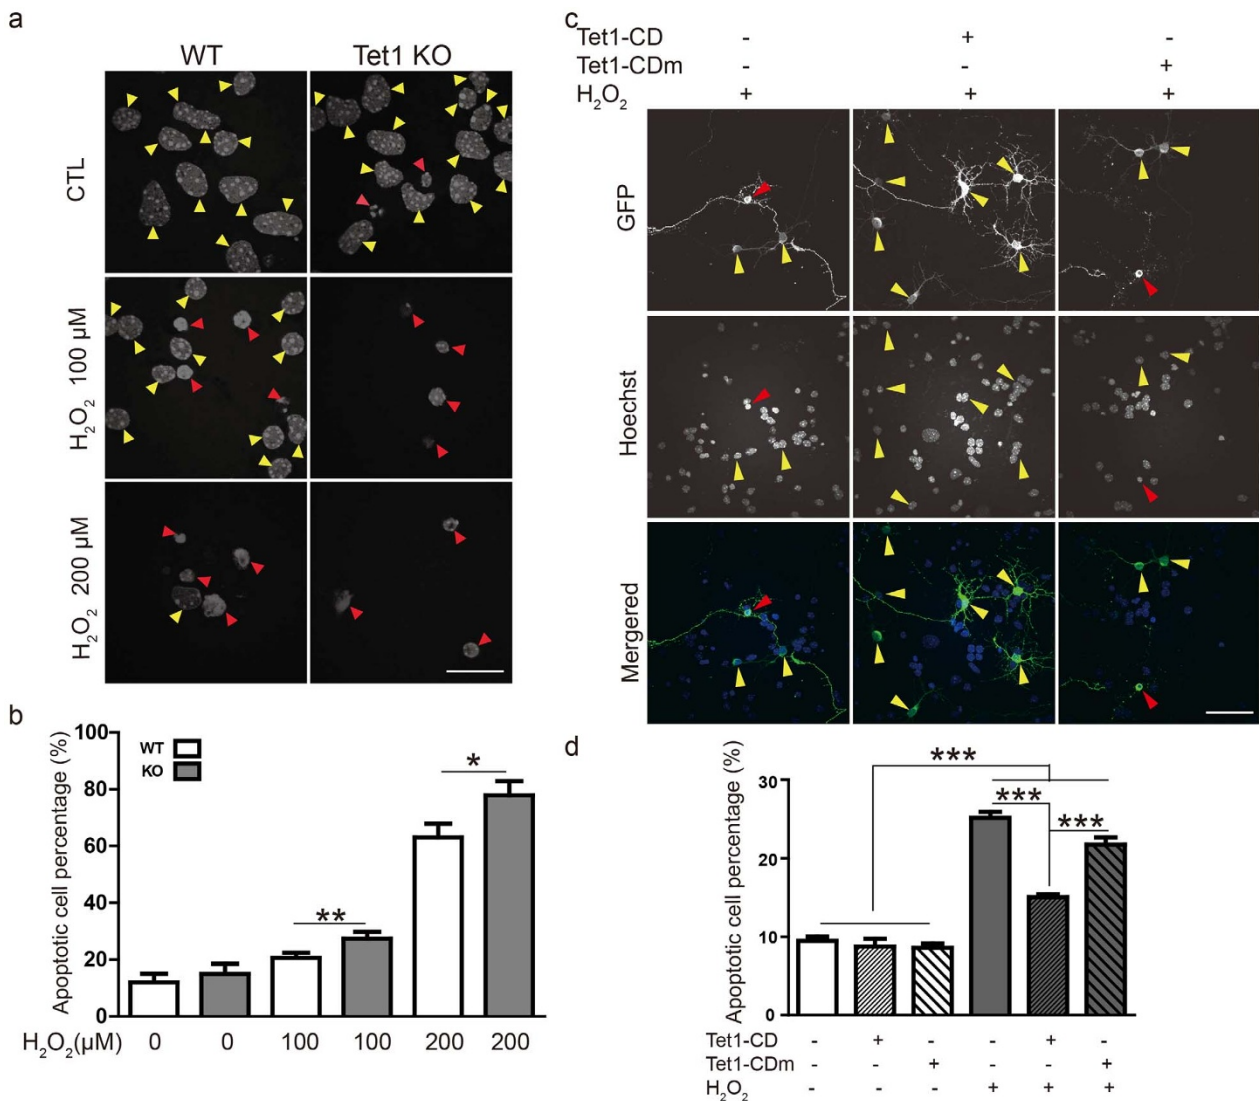 a
WT Tet1 KO
CTL
H₂O₂ 100 µM
H₂O₂ 200 µM
c
Tet1-CD - + -
Tet1-CDm - - +
H₂O₂ + + +
GFP
Hoechst
Mergered
b
Apoptotic cell percentage (%)
100
80
60
40
20
0
WT
KO
**
*
H₂O₂(µM) 0 0 100 100 200 200
d
Apoptotic cell percentage (%)
30
20
10
0
***
***
***
Tet1-CD - + - - + -
Tet1-CDm - - + - - +
H₂O₂ - - - + + +